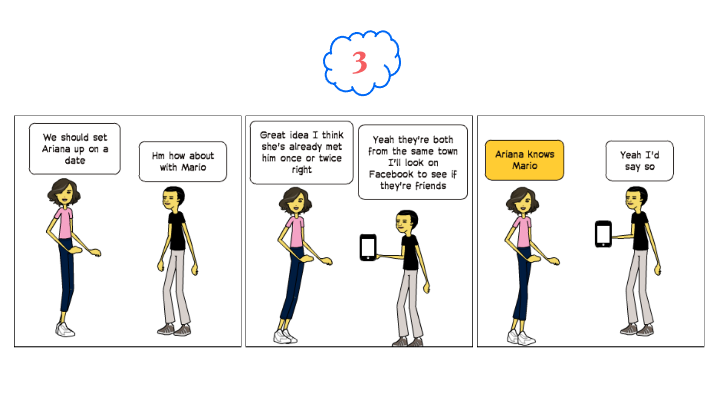 3
We should set
Ariana up on a
date
Hm how about
with Mario
Great idea I think
she's already met
him once or twice
right
Yeah they're both
from the same town
I'll look on
Facebook to see if
they're friends
Ariana knows
Mario
Yeah I'd
say so